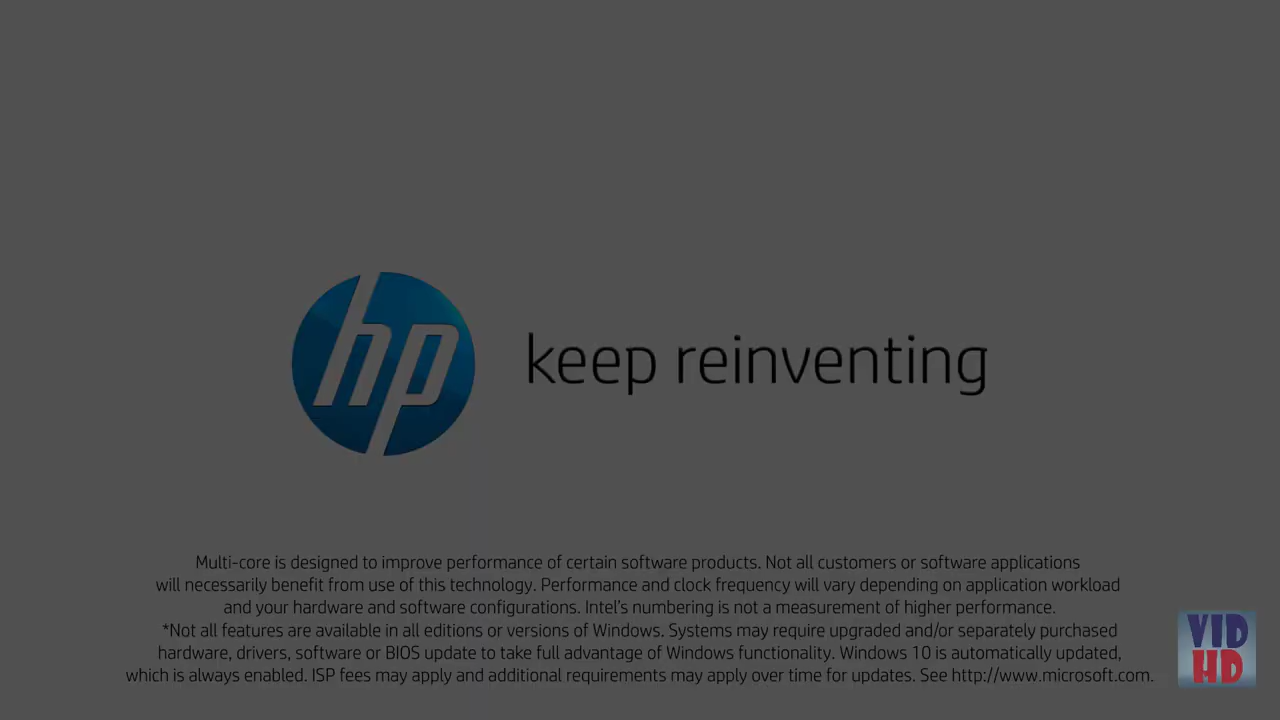 hp keep reinventing
Multi-core is designed to improve performance of certain software products. Not all customers or software applications
will necessarily benefit from use of this technology. Performance and clock frequency will vary depending on application workload
and your hardware and software configurations. Intel's numbering is not a measurement of higher performance.
*Not all features are available in all editions or versions of Windows. Systems may require upgraded and/or separately purchased
hardware, drivers, software or BIOS update to take full advantage of Windows functionality. Windows 10 is automatically updated,
which is always enabled. ISP fees may apply and additional requirements may apply over time for updates. See http://www.microsoft.com.
VID
HD